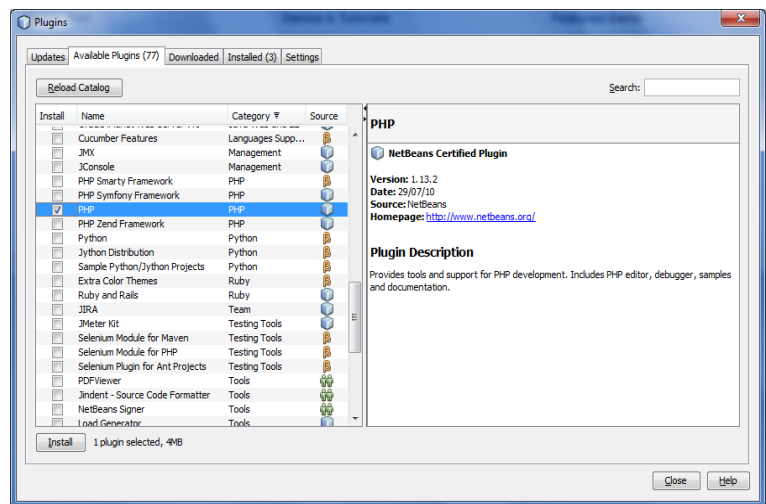 Plugins
Demos & Tutorials
Featured Demo
Updates Available Plugins (77) Downloaded Installed (3) Settings
Reload Catalog Search:
Install Name Category Source
Cucumber Features Languages Supp...
JMX Management
JConsole Management
PHP Smarty Framework PHP
PHP Symfony Framework PHP
PHP PHP
PHP Zend Framework PHP
Python Python
Jython Distribution Python
Sample Python/Jython Projects Python
Extra Color Themes Ruby
Ruby and Rails Ruby
JIRA Team
JMeter Kit Testing Tools
Selenium Module for Maven Testing Tools
Selenium Module for PHP Testing Tools
Selenium Plugin for Ant Projects Testing Tools
PDFViewer Tools
Jindent - Source Code Formatter Tools
NetBeans Signer Tools
Load Generator Tools
PHP
NetBeans Certified Plugin
Version: 1.13.2
Date: 29/07/10
Source: NetBeans
Homepage: http://www.netbeans.org/
Plugin Description
Provides tools and support for PHP development. Includes PHP editor, debugger, samples
and documentation.
Install 1 plugin selected, 4MB
Close Help